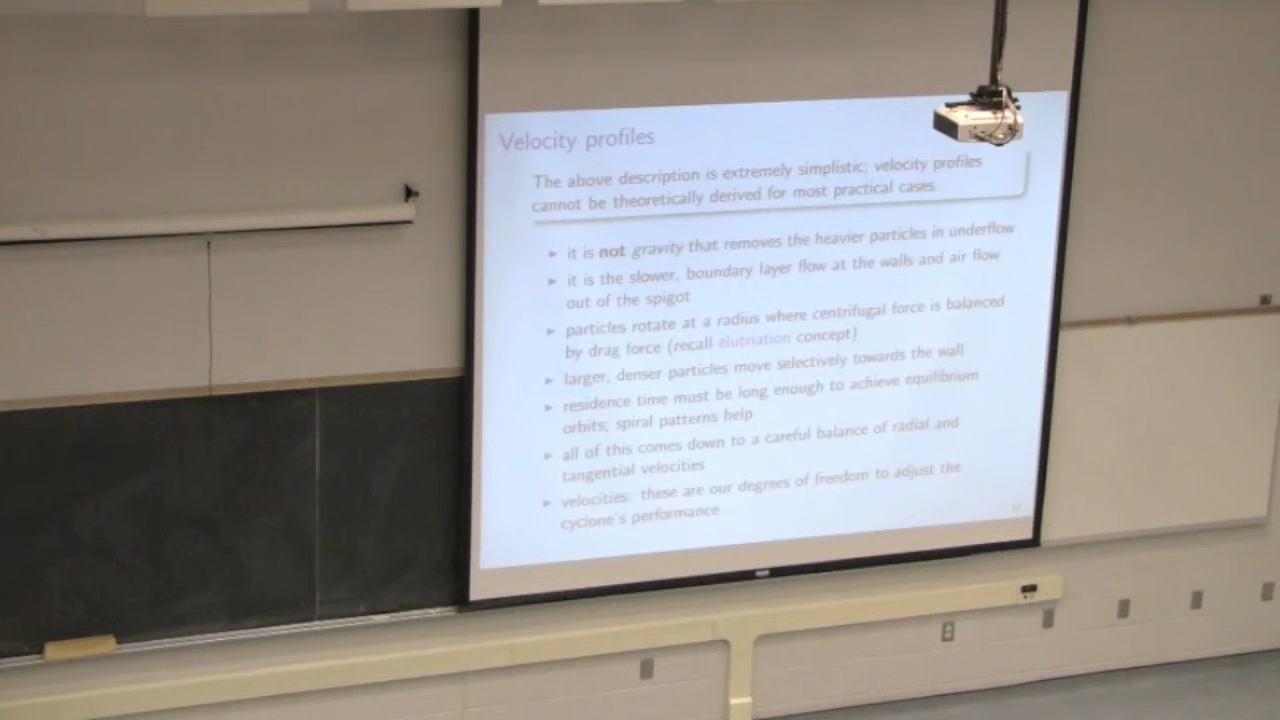 Velocity profiles
The above description is extremely simplistic; velocity profiles
cannot be theoretically derived for most practical cases.
▶ it is not gravity that removes the heavier particles in underflow
▶ it is the slower, boundary layer flow at the walls and air flow
out of the spigot
▶ particles rotate at a radius where centrifugal force is balanced
by drag force (recall elutriation concept)
▶ larger, denser particles move selectively towards the wall
▶ residence time must be long enough to achieve equilibrium
orbits; spiral patterns help
▶ all of this comes down to a careful balance of radial and
tangential velocities
▶ velocities: these are our degrees of freedom to adjust the
cyclone's performance